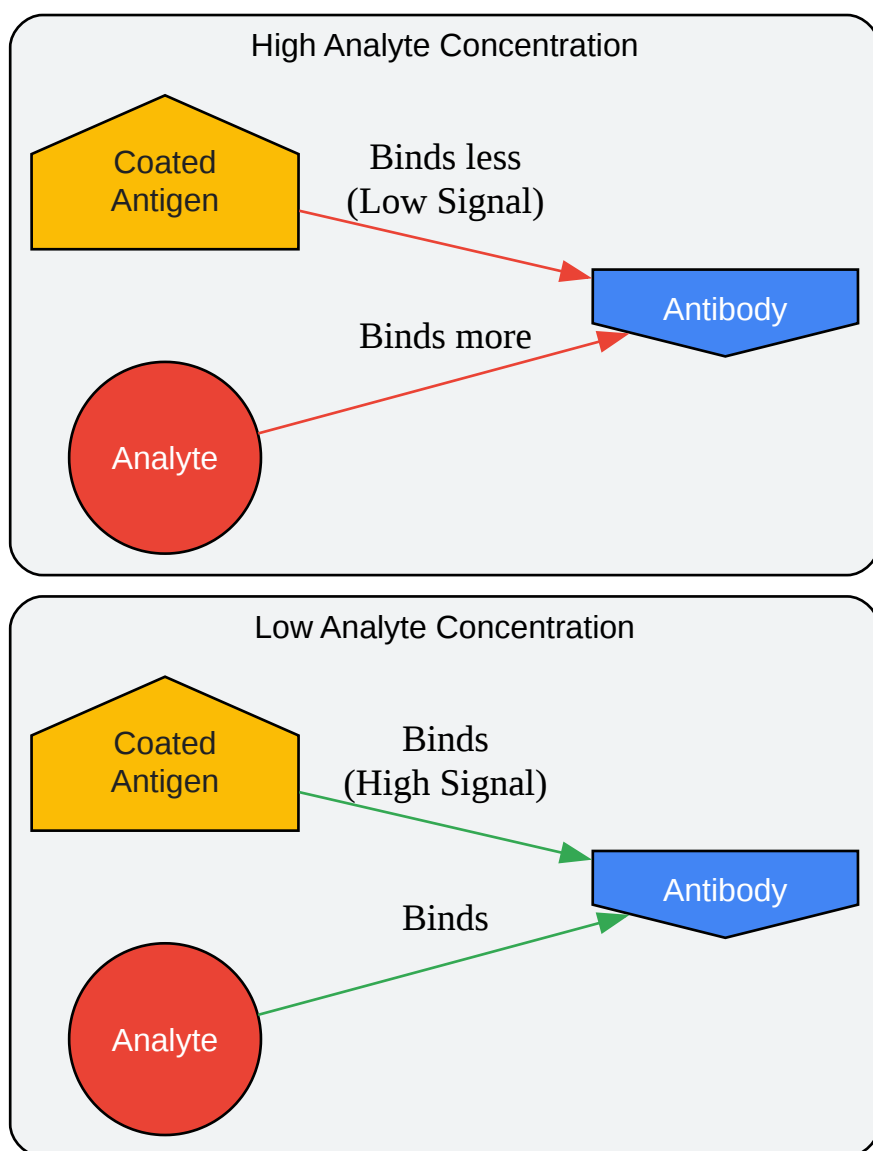 High Analyte Concentration
Coated
Antigen
Binds less
(Low Signal)
Antibody
Binds more
Analyte
Low Analyte Concentration
Coated
Antigen
Binds
(High Signal)
Antibody
Binds
Analyte